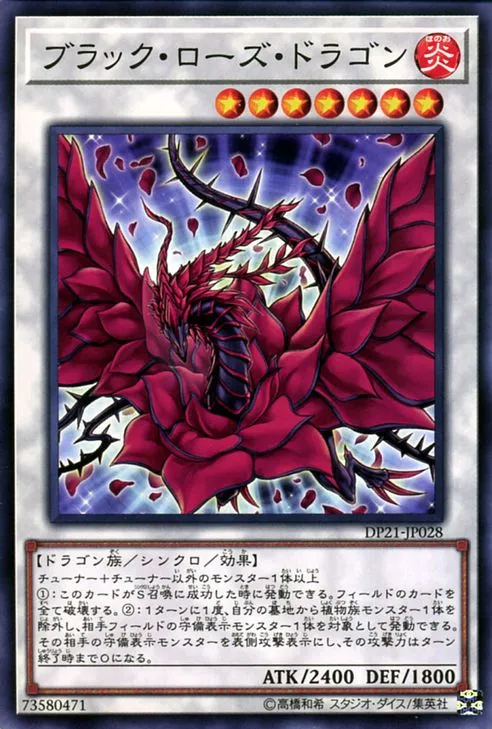 ブラック・ローズ・ドラゴン
炎
ほのお
DP21-JP028
【ドラゴン族/シンクロ/効果】
チューナー+チューナー以外のモンスター1体以上
①:このカードがS召喚に成功した時に発動できる。フィールドのカードを
全て破壊する。②:1ターンに1度、自分の墓地から植物族モンスター1体を
除外し、相手フィールドの守備表示モンスター1体を対象として発動できる。
その相手の守備表示モンスターを表側攻撃表示にし、その攻撃力はターン
終了時まで0になる。
ATK/2400 DEF/1800
73580471
©高橋和希 スタジオ・ダイス/集英社